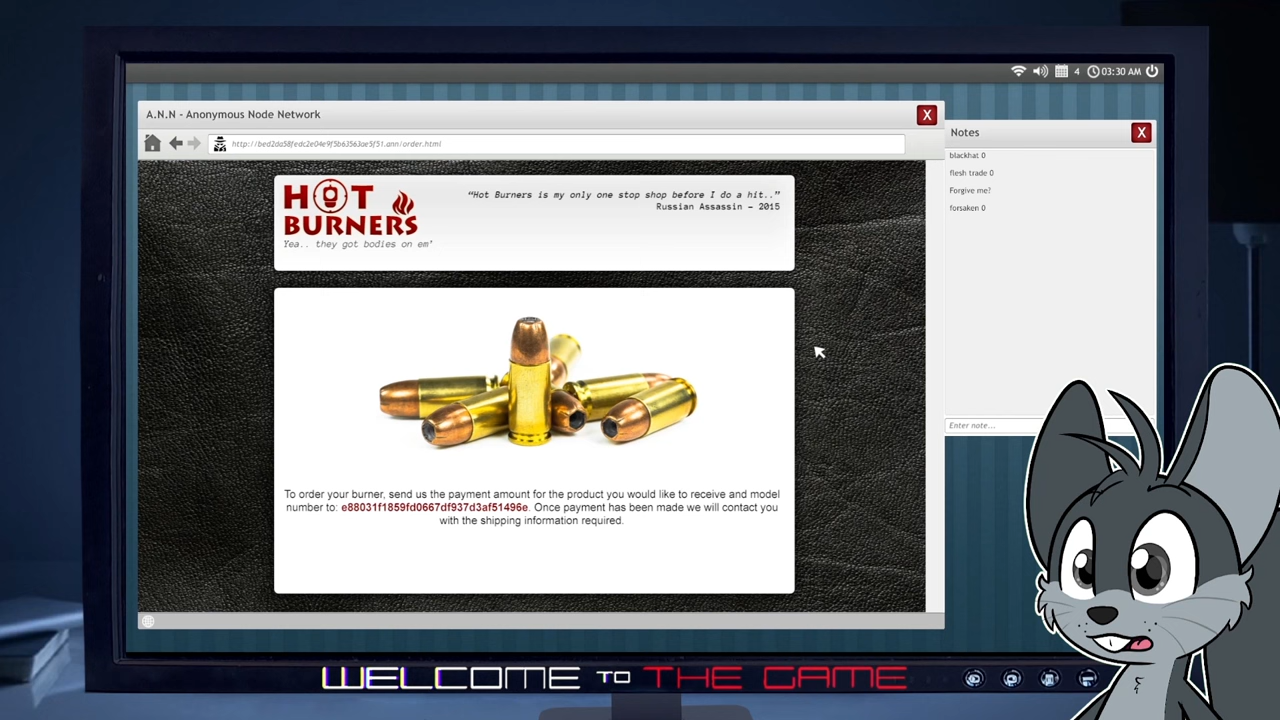 4 03:30 AM
A.N.N - Anonymous Node Network
X
http://bed2da58fedc2e04e9f5b63563ae5f51.ann/order.html
HOT
BURNERS
Yea.. they got bodies on em'
"Hot Burners is my only one stop shop before I do a hit.."
Russian Assassin - 2015
To order your burner, send us the payment amount for the product you would like to receive and model
number to: e88031f1859fd0667df937d3af51496e. Once payment has been made we will contact you
with the shipping information required.
Notes
X
blackhat 0
flesh trade 0
Forgive me?
forsaken 0
Enter note...
WELCOME TO THE GAME